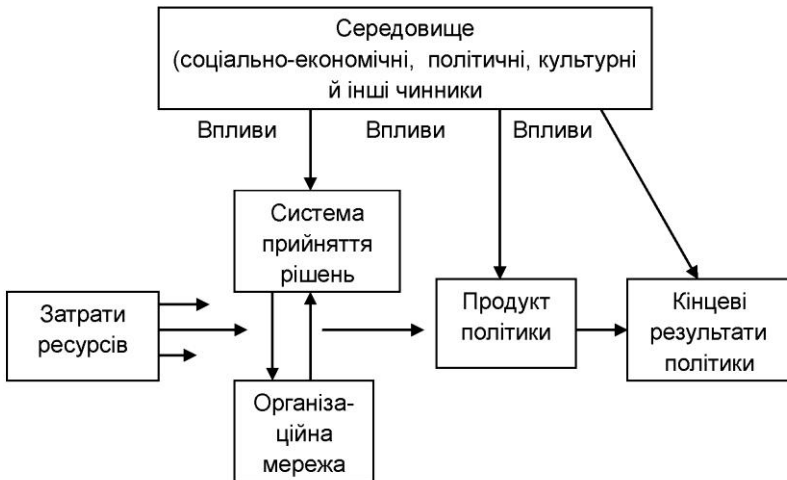 Середовище
(соціально-економічні, політичні, культурні
й інші чинники
Впливи
Впливи
Впливи
Система
прийняття
рішень
Затрати
ресурсів
Продукт
політики
Кінцеві
результати
політики
Організа-
ційна
мережа